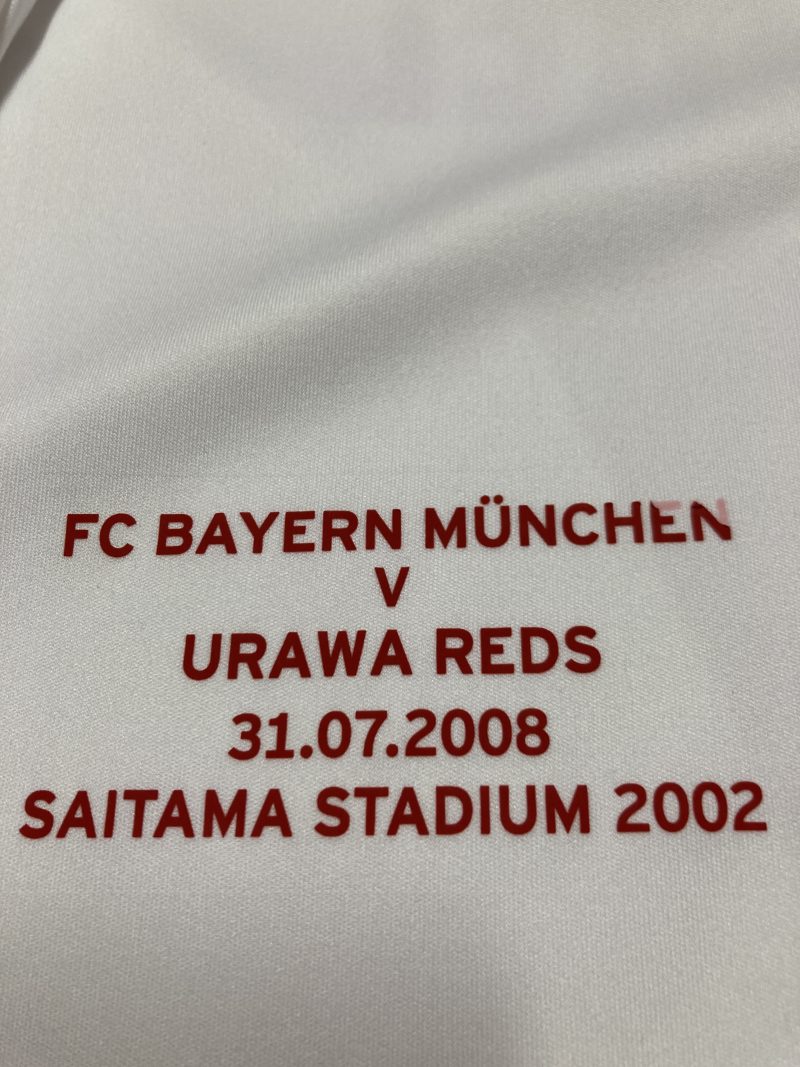 FC BAYERN MÜNCHEN
V
URAWA REDS
31.07.2008
SAITAMA STADIUM 2002